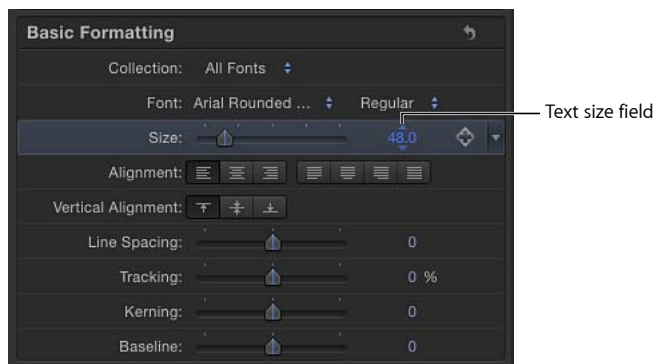 Basic Formatting
Collection: All Fonts
Font: Arial Rounded ... Regular
Text size field
Size: 48.0
Alignment:
Vertical Alignment:
Line Spacing: 0
Tracking: 0 %
Kerning: 0
Baseline: 0